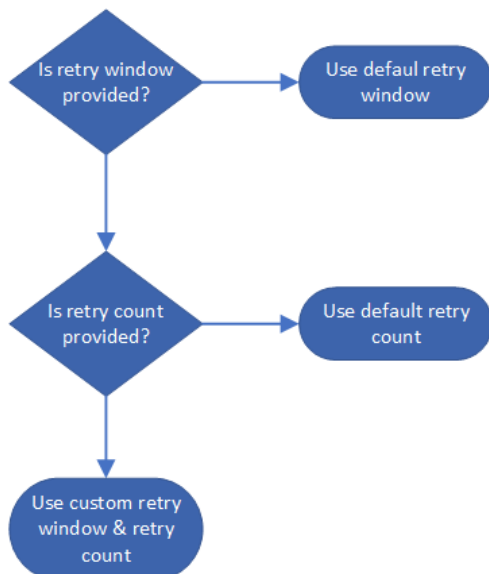 Is retry window
provided?
Use defaul retry
window
Is retry count
provided?
Use default retry
count
Use custom retry
window & retry
count